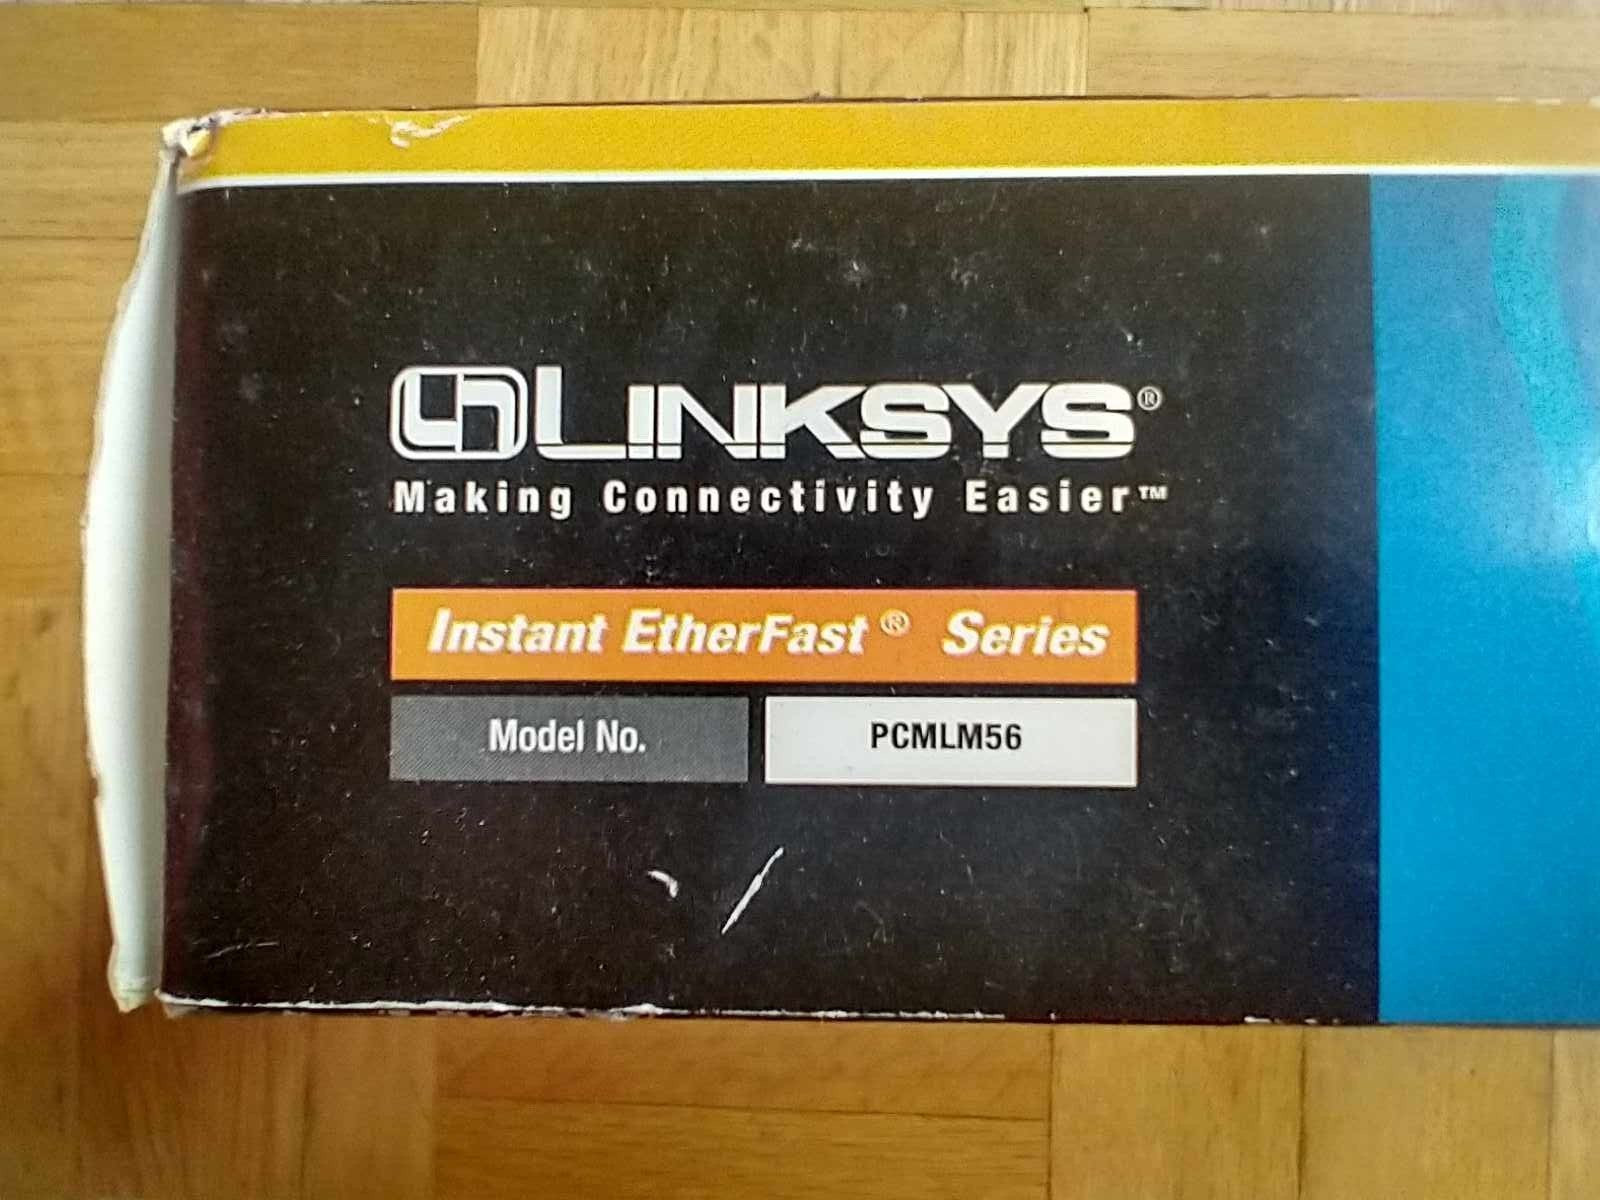 LINKSYS®
Making Connectivity Easier™
Instant EtherFast® Series
Model No. PCMLM56